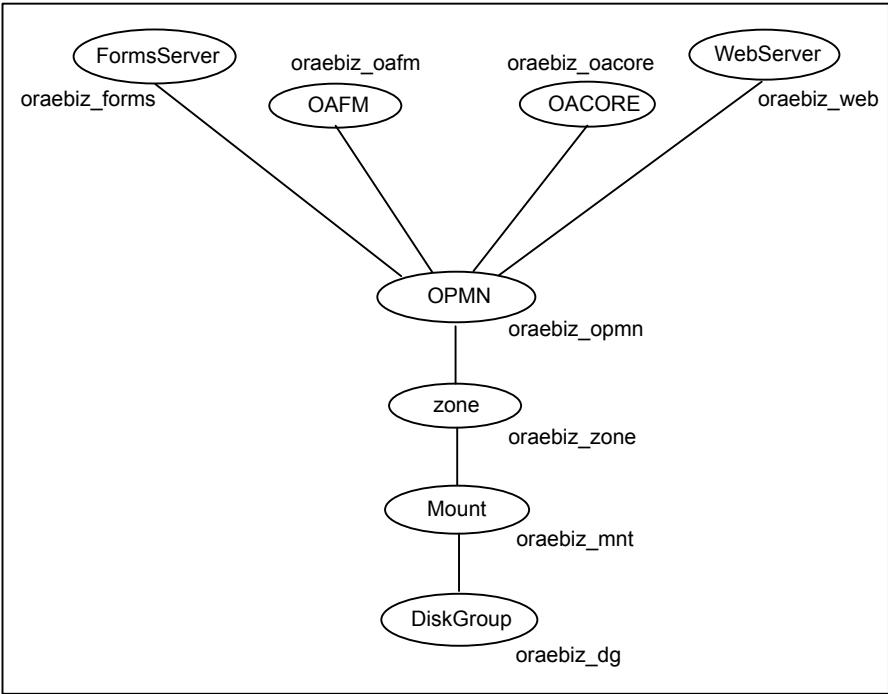 FormsServer
oraebiz_forms
oraebiz_oafm
OAFM
oraebiz_oacore
OACORE
WebServer
oraebiz_web
OPMN
oraebiz_opmn
zone
oraebiz_zone
Mount
oraebiz_mnt
DiskGroup
oraebiz_dg